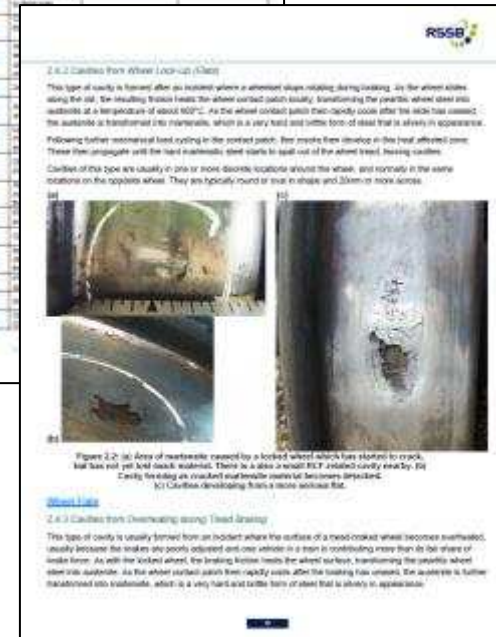 RSSB
2.4.2 Cavities from Wheel Lock-up (Flats)
This type of cavity is formed after an incident where a wheelset stops rotating during braking. As the wheel slides
along the rail, the resulting friction heats the wheel contact patch locally, transforming the pearlitic wheel steel into
austenite at a temperature of about As the wheel contact patch then rapidly cools after the slide has ceased,
the austenite is transformed into martensite, which is a very hard and brittle form of steel that is silvery in appearance.
Following further mechanical load cycling in the contact patch, fine cracks then develop in this heat affected zone.
These then propagate until the hard martensitic steel starts to spall out of the wheel tread, leaving cavities.
Cavities of this type are usually in one or more discrete locations around the wheel, and normally in the same
locations on the opposite wheel. They are typically round or oval in shape and 20mm or more across.
(a)
(c)
(b)
Figure 2.2: (a) Area of martensite caused by a locked wheel which has started to crack,
but has not yet lost much material. There is also a small RCF-related cavity nearby. (b)
Cavity forming as cracked martensite material becomes detached.
(c) Cavities developing from a more serious flat.
Wheel Flats
2.4.3 Cavities from Overheating during Tread Braking
This type of cavity is usually formed from an incident where the surface of a tread-braked wheel becomes overheated,
usually because the brakes are poorly adjusted and one vehicle in a train is contributing more than its fair share of
brake force. As with the locked wheel, the braking friction heats the wheel surface, transforming the pearlitic wheel
steel into austenite. As the wheel contact patch then rapidly cools after the braking has ceased, the austenite is further
transformed into martensite, which is a very hard and brittle form of steel that is silvery in appearance.